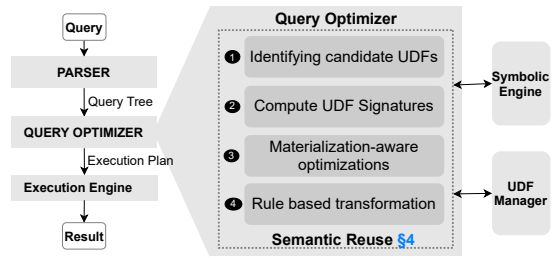 Query
PARSER
Query Tree
QUERY OPTIMIZER
Execution Plan
Execution Engine
Result
Query Optimizer
1 Identifying candidate UDFs
2 Compute UDF Signatures
3 Materialization-aware
optimizations
4 Rule based transformation
Semantic Reuse §4
Symbolic
Engine
UDF
Manager